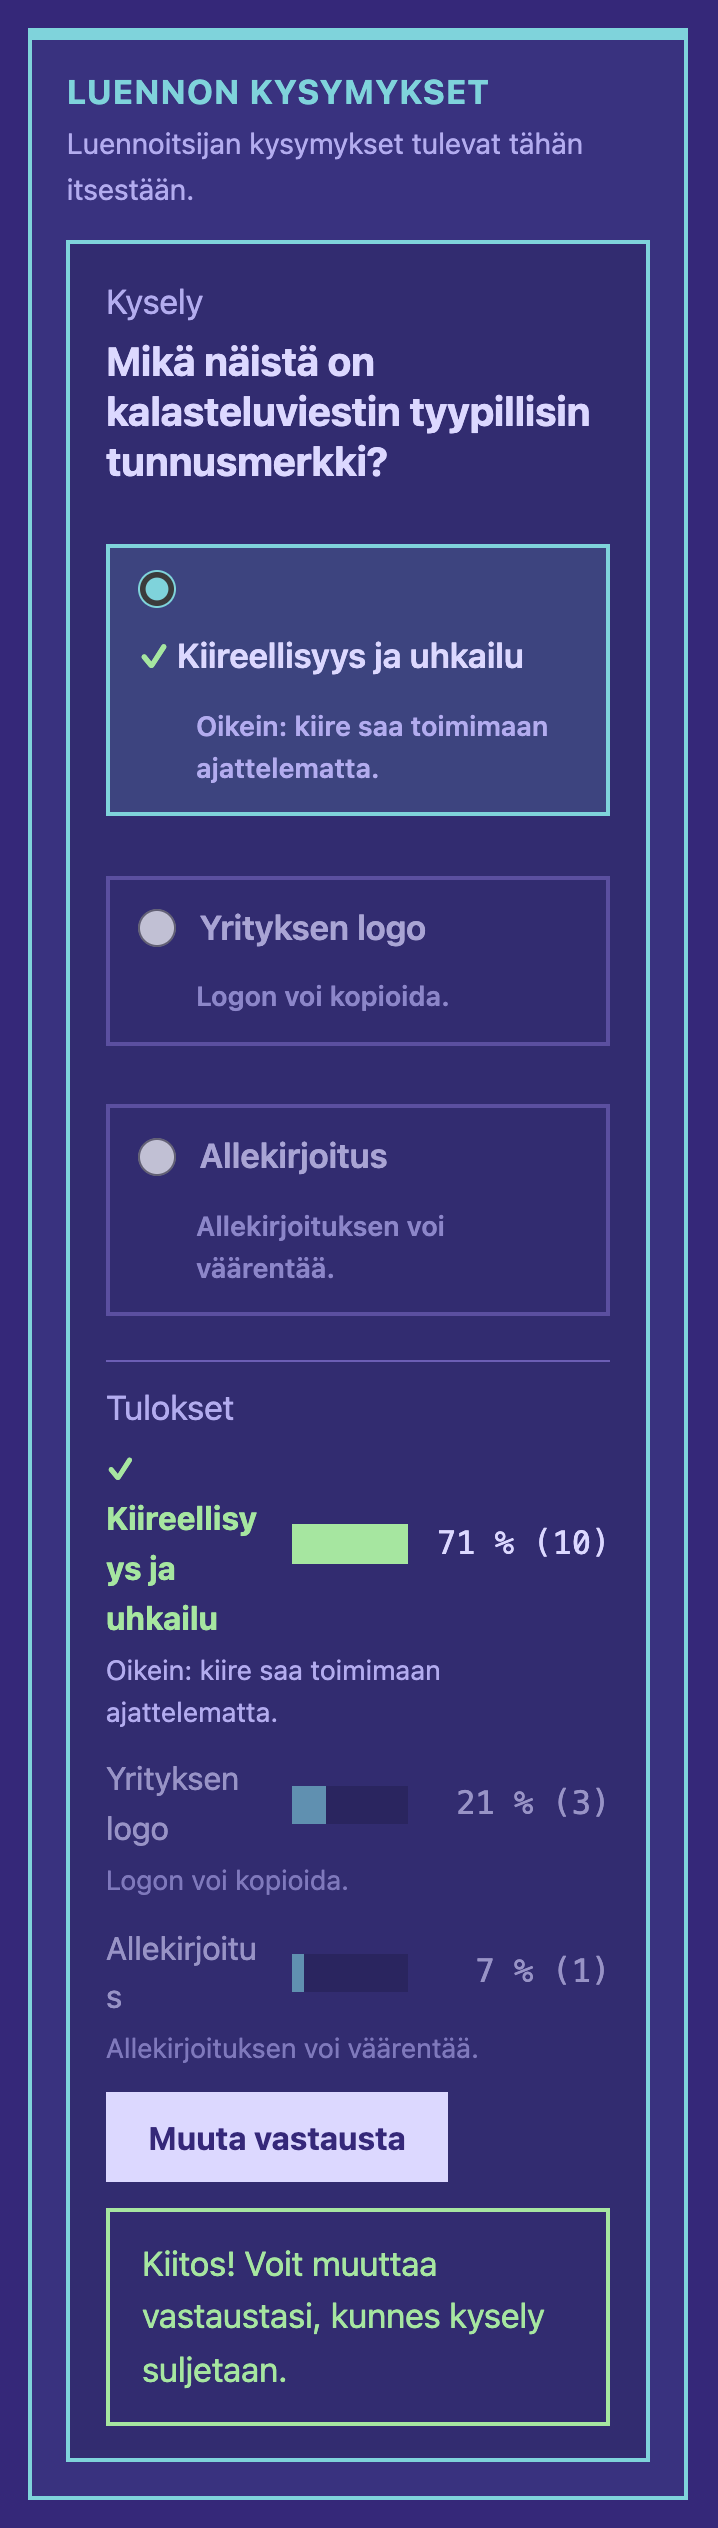 LUENNON KYSYMYKSET
Luennoitsijan kysymykset tulevat tähän
itsestään.
Kysely
Mikä näistä on
kalasteluviestin tyypillisin
tunnusmerkki?
✓ Kiireellisyys ja uhkailu
Oikein: kiire saa toimimaan
ajattelematta.
Yrityksen logo
Logon voi kopioida.
Allekirjoitus
Allekirjoituksen voi
väärentää.
Tulokset
✓
Kiireellisy
ys ja
uhkailu
71 % (10)
Oikein: kiire saa toimimaan
ajattelematta.
Yrityksen
logo
21 % (3)
Logon voi kopioida.
Allekirjoitu
s
7 % (1)
Allekirjoituksen voi väärentää.
Muuta vastausta
Kiitos! Voit muuttaa
vastaustasi, kunnes kysely
suljetaan.